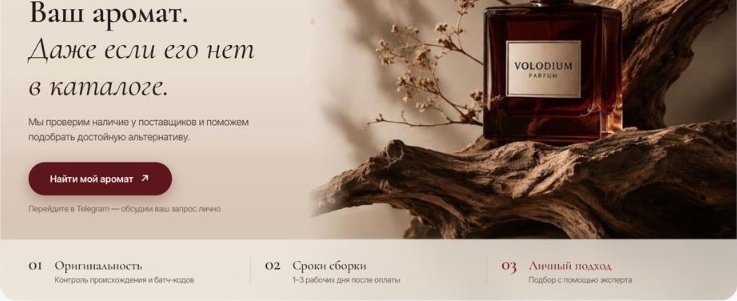 Ваш аромат.
Даже если его нет
в каталоге.
Мы проверим наличие у поставщиков и поможем
подобрать достойную альтернативу.
Найти мой аромат ↗
Перейдите в Telegram — обсудим ваш запрос лично
VOLODIUM
PARFUM
01 Оригинальность
Контроль происхождения и батч-кодов
02 Сроки сборки
1–3 рабочих дня после оплаты
03 Личный подход
Подбор с помощью эксперта